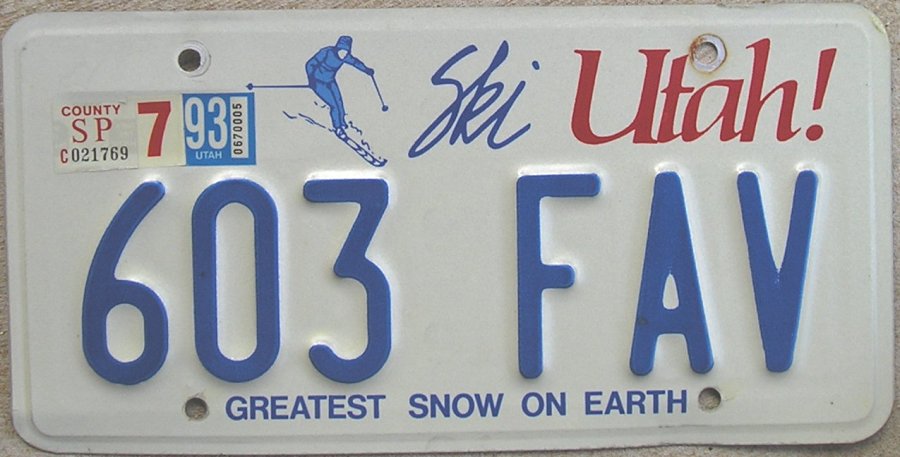 Ski Utah!
COUNTY
SP
C021769
7
93
UTAH
0670005
603 FAV
GREATEST SNOW ON EARTH